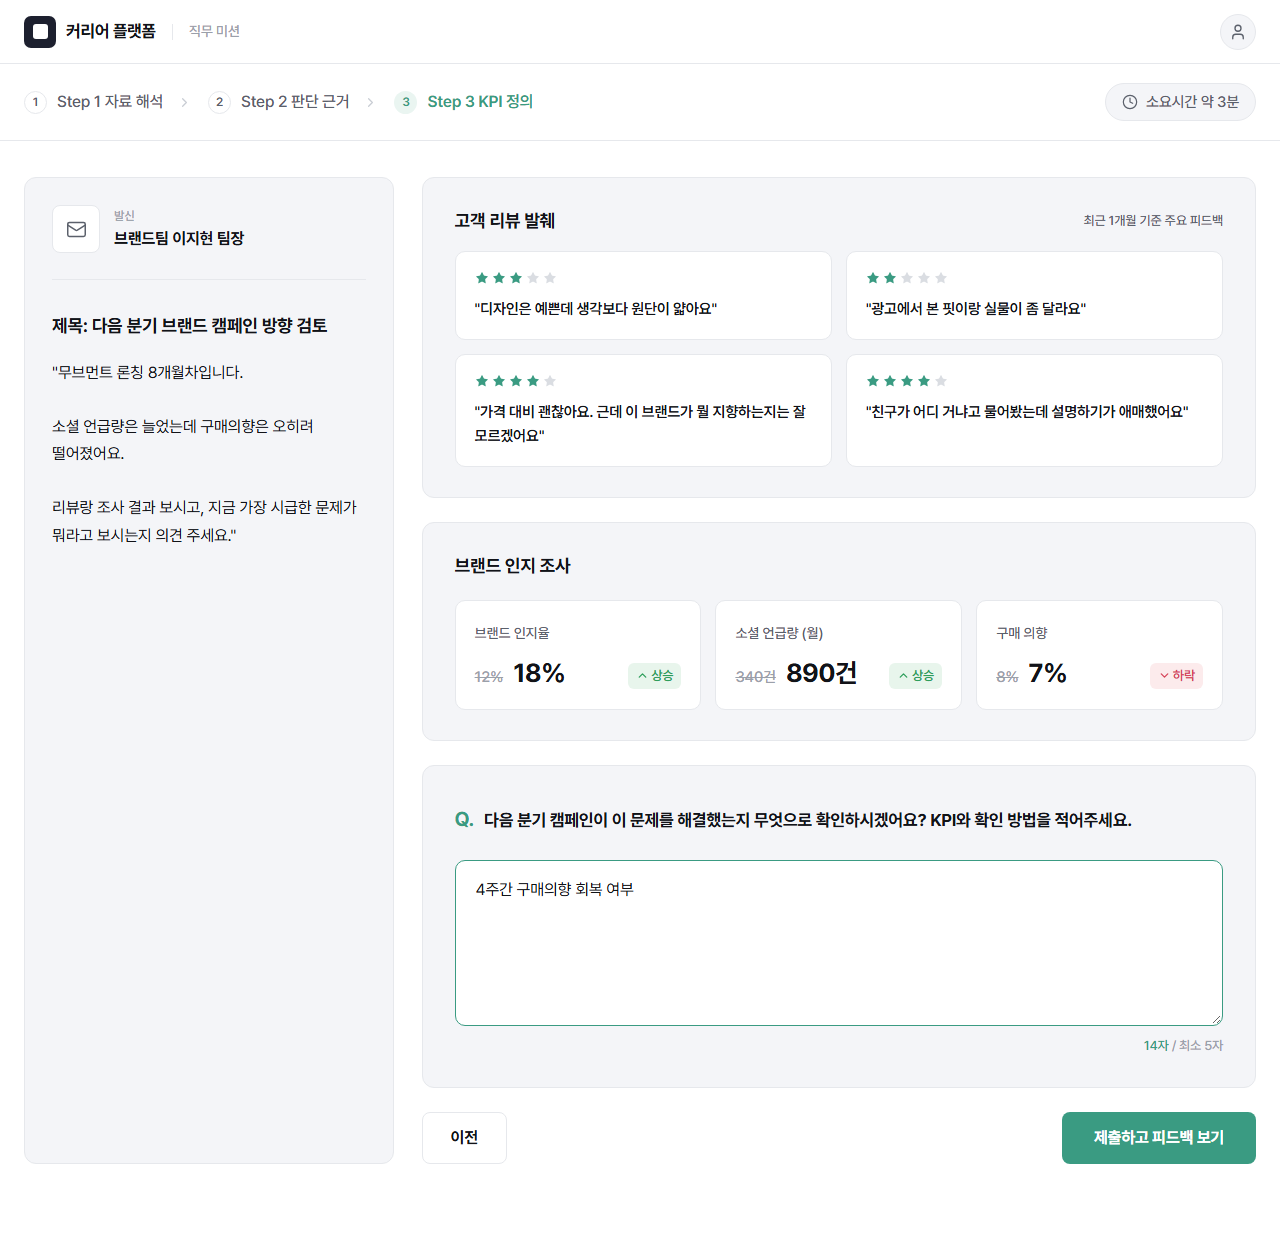 커리어 플랫폼
직무 미션
1 Step 1 자료 해석
2 Step 2 판단 근거
3 Step 3 KPI 정의
소요시간 약 3분
발신
브랜드팀 이지현 팀장
제목: 다음 분기 브랜드 캠페인 방향 검토
"무브먼트 론칭 8개월차입니다.
소셜 언급량은 늘었는데 구매의향은 오히려
떨어졌어요.
리뷰랑 조사 결과 보시고, 지금 가장 시급한 문제가
뭐라고 보시는지 의견 주세요."
고객 리뷰 발췌
최근 1개월 기준 주요 피드백
"디자인은 예쁜데 생각보다 원단이 얇아요"
"광고에서 본 핏이랑 실물이 좀 달라요"
"가격 대비 괜찮아요. 근데 이 브랜드가 뭘 지향하는지는 잘
모르겠어요"
"친구가 어디 거냐고 물어봤는데 설명하기가 애매했어요"
브랜드 인지 조사
브랜드 인지율
12% 18% 상승
소셜 언급량 (월)
340건 890건 상승
구매 의향
8% 7% 하락
Q. 다음 분기 캠페인이 이 문제를 해결했는지 무엇으로 확인하시겠어요? KPI와 확인 방법을 적어주세요.
4주간 구매의향 회복 여부
14자 / 최소 5자
이전
제출하고 피드백 보기